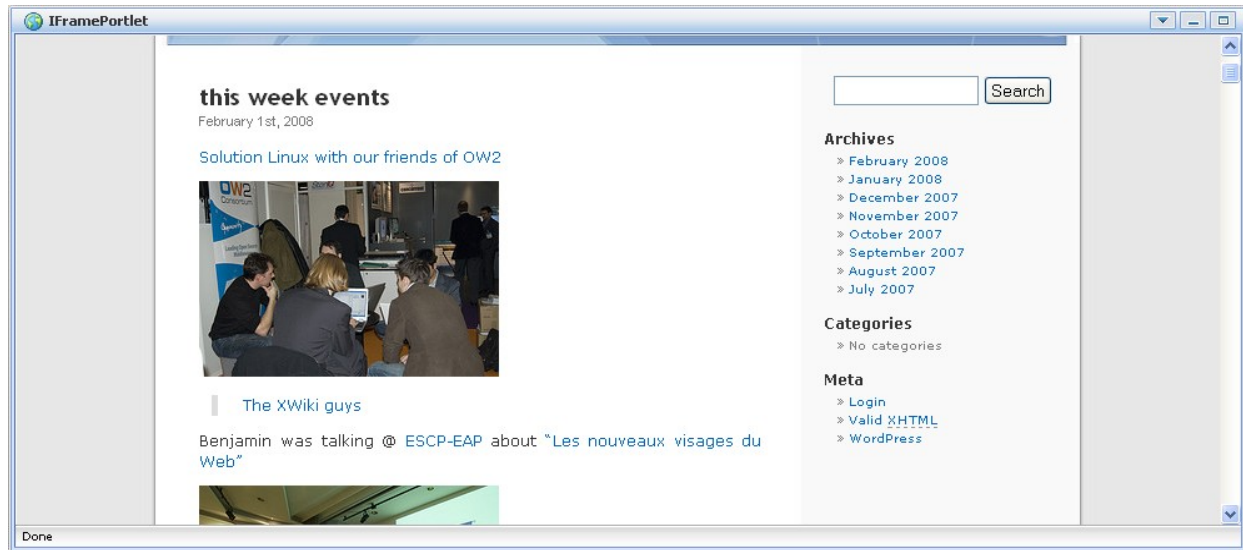 IFramePortlet
this week events
February 1st, 2008
Solution Linux with our friends of OW2
OW2
Consortium
The XWiki guys
Benjamin was talking @ ESCP-EAP about “Les nouveaux visages du
Web”
Search
Archives
» February 2008
» January 2008
» December 2007
» November 2007
» October 2007
» September 2007
» August 2007
» July 2007
Categories
» No categories
Meta
» Login
» Valid XHTML
» WordPress
Done